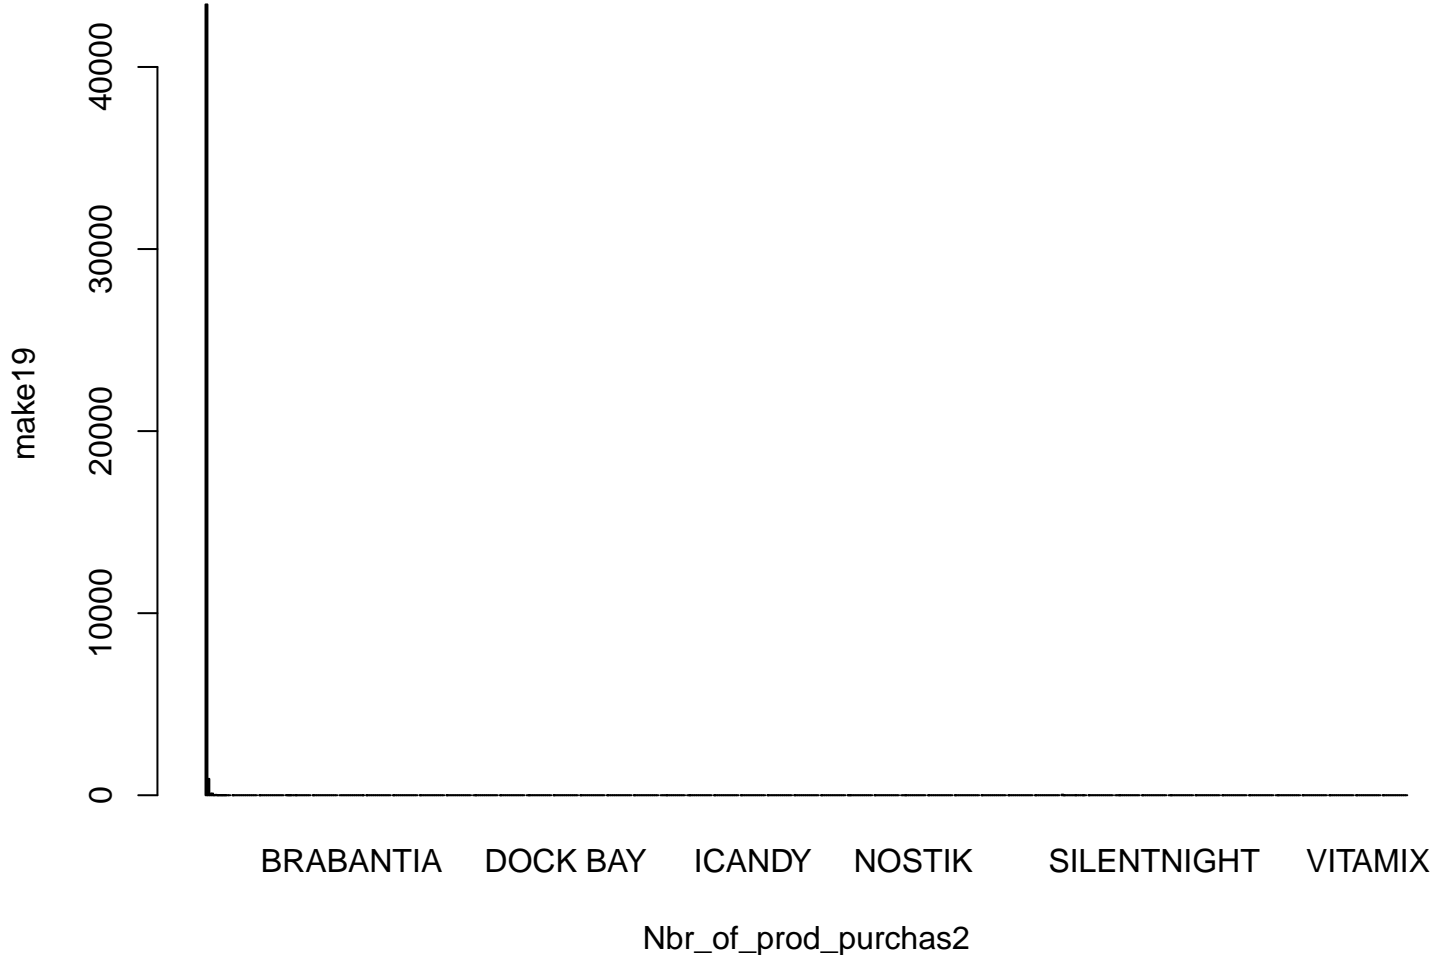 40000
30000
20000
10000
0
make19
BRABANTIA DOCK BAY ICANDY NOSTIK SILENTNIGHT VITAMIX
Nbr_of_prod_purchas2